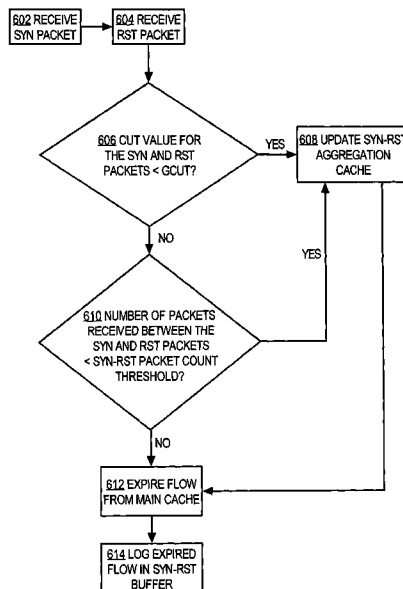 602 RECEIVE
SYN PACKET
604 RECEIVE
RST PACKET
606 CUT VALUE FOR
THE SYN AND RST
PACKETS < GCUT?
YES
608 UPDATE SYN-RST
AGGREGATION
CACHE
NO
YES
610 NUMBER OF PACKETS
RECEIVED BETWEEN THE
SYN AND RST PACKETS
< SYN-RST PACKET COUNT
THRESHOLD?
NO
612 EXPIRE FLOW
FROM MAIN CACHE
614 LOG EXPIRED
FLOW IN SYN-RST
BUFFER